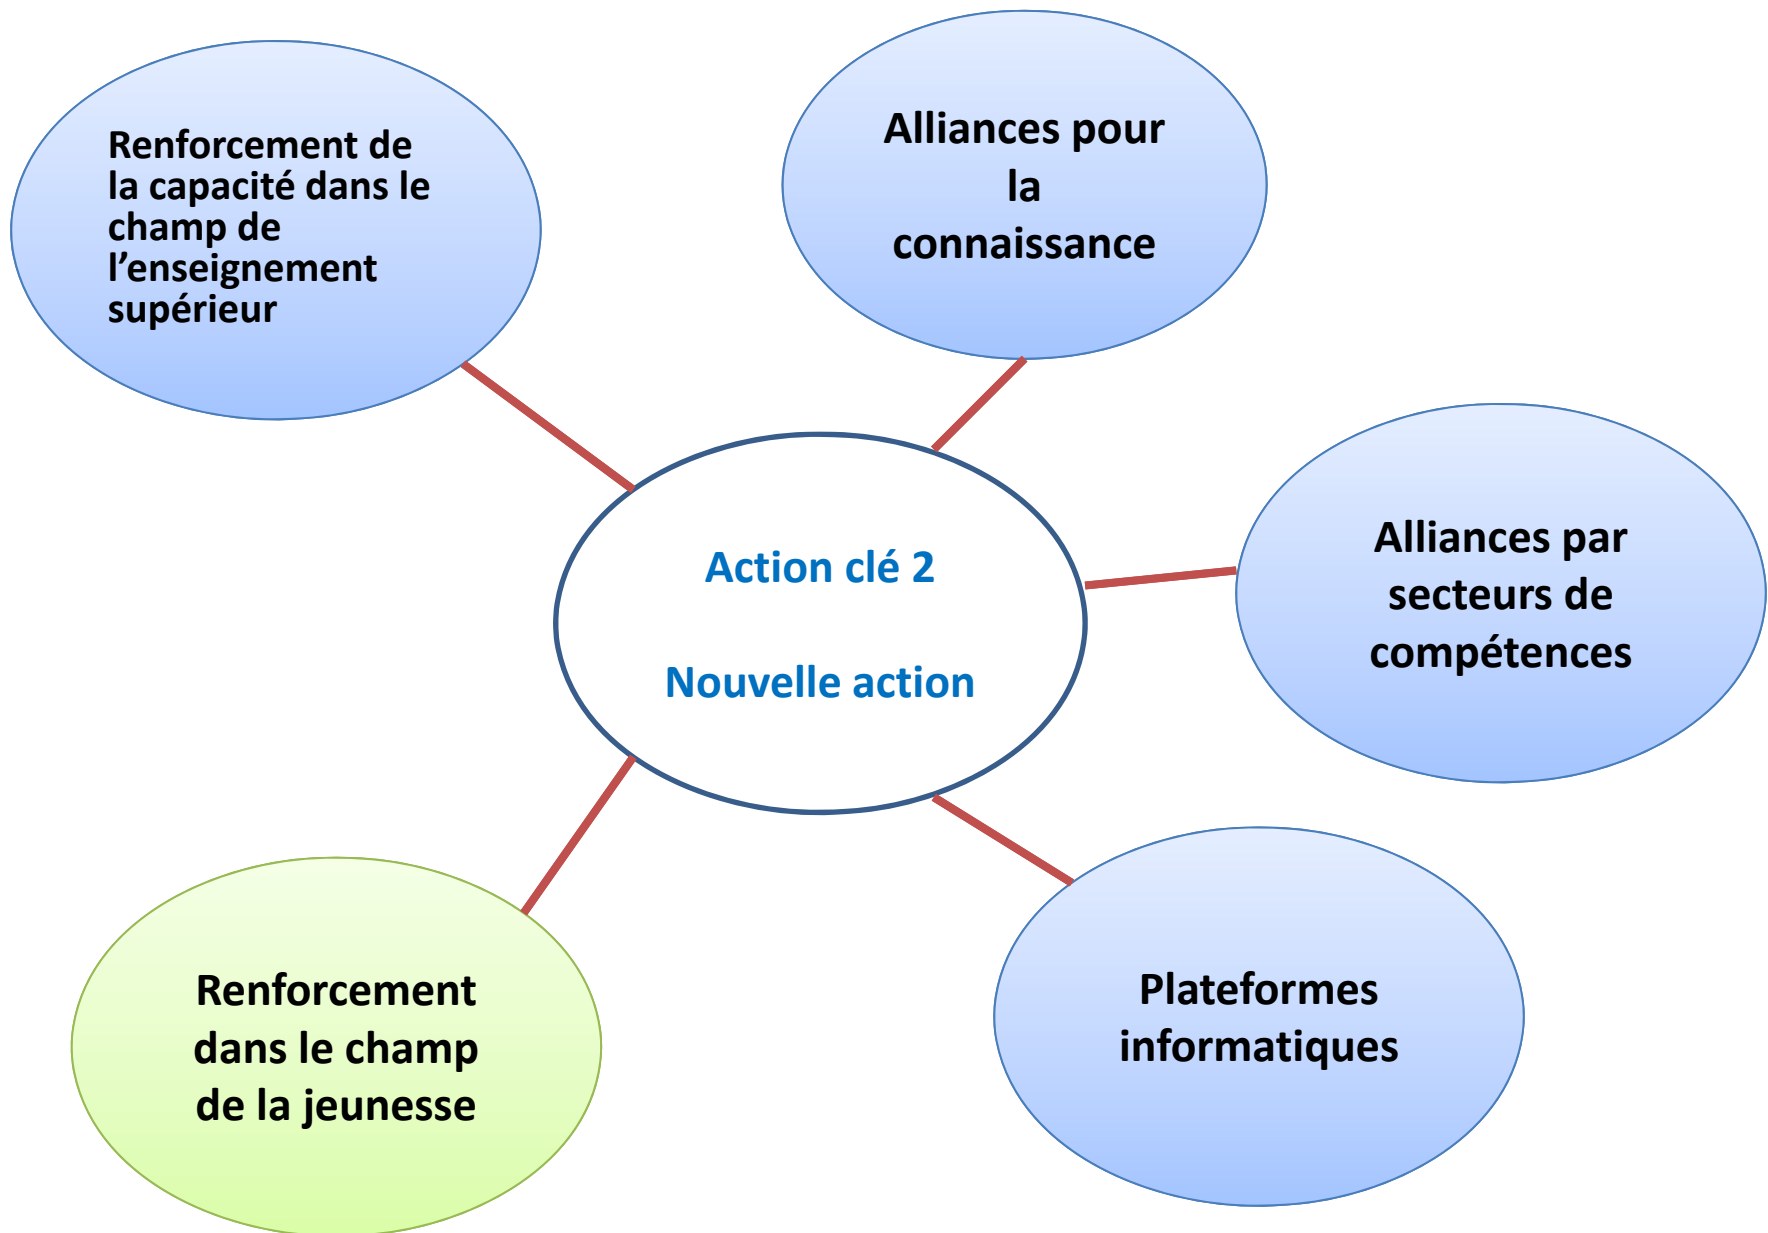 Renforcement de
la capacité dans le
champ de
l’enseignement
supérieur
Alliances pour
la
connaissance
Action clé 2
Nouvelle action
Alliances par
secteurs de
compétences
Renforcement
dans le champ
de la jeunesse
Plateformes
informatiques